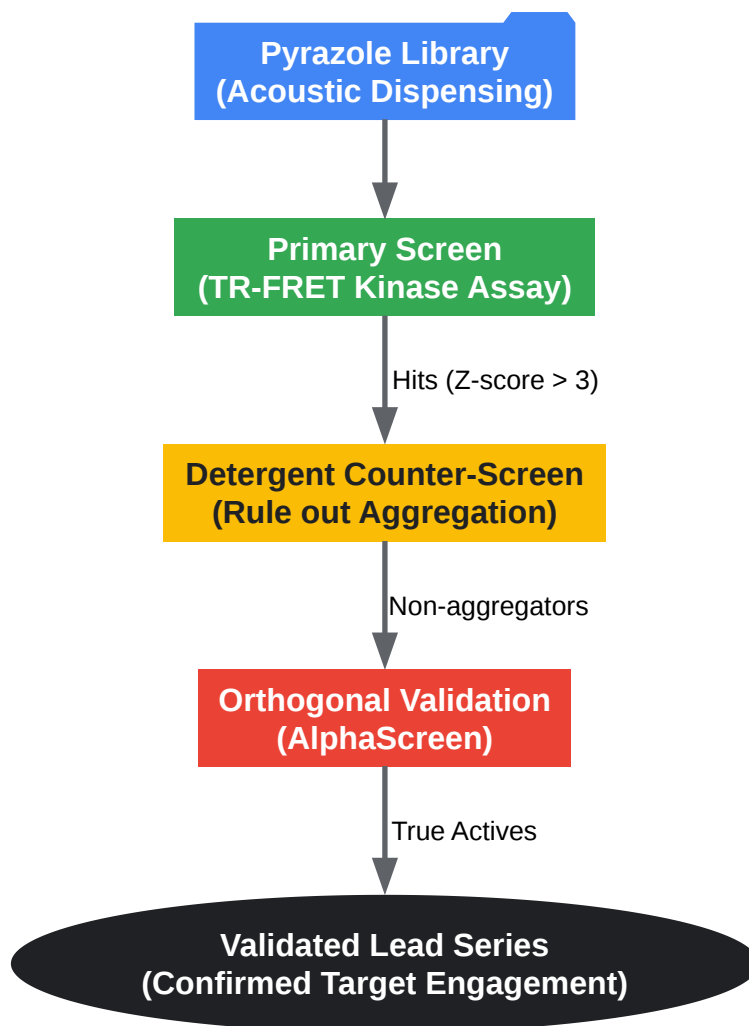 Pyrazole Library
(Acoustic Dispensing)
Primary Screen
(TR-FRET Kinase Assay)
Hits (Z-score > 3)
Detergent Counter-Screen
(Rule out Aggregation)
Non-aggregators
Orthogonal Validation
(AlphaScreen)
True Actives
Validated Lead Series
(Confirmed Target Engagement)